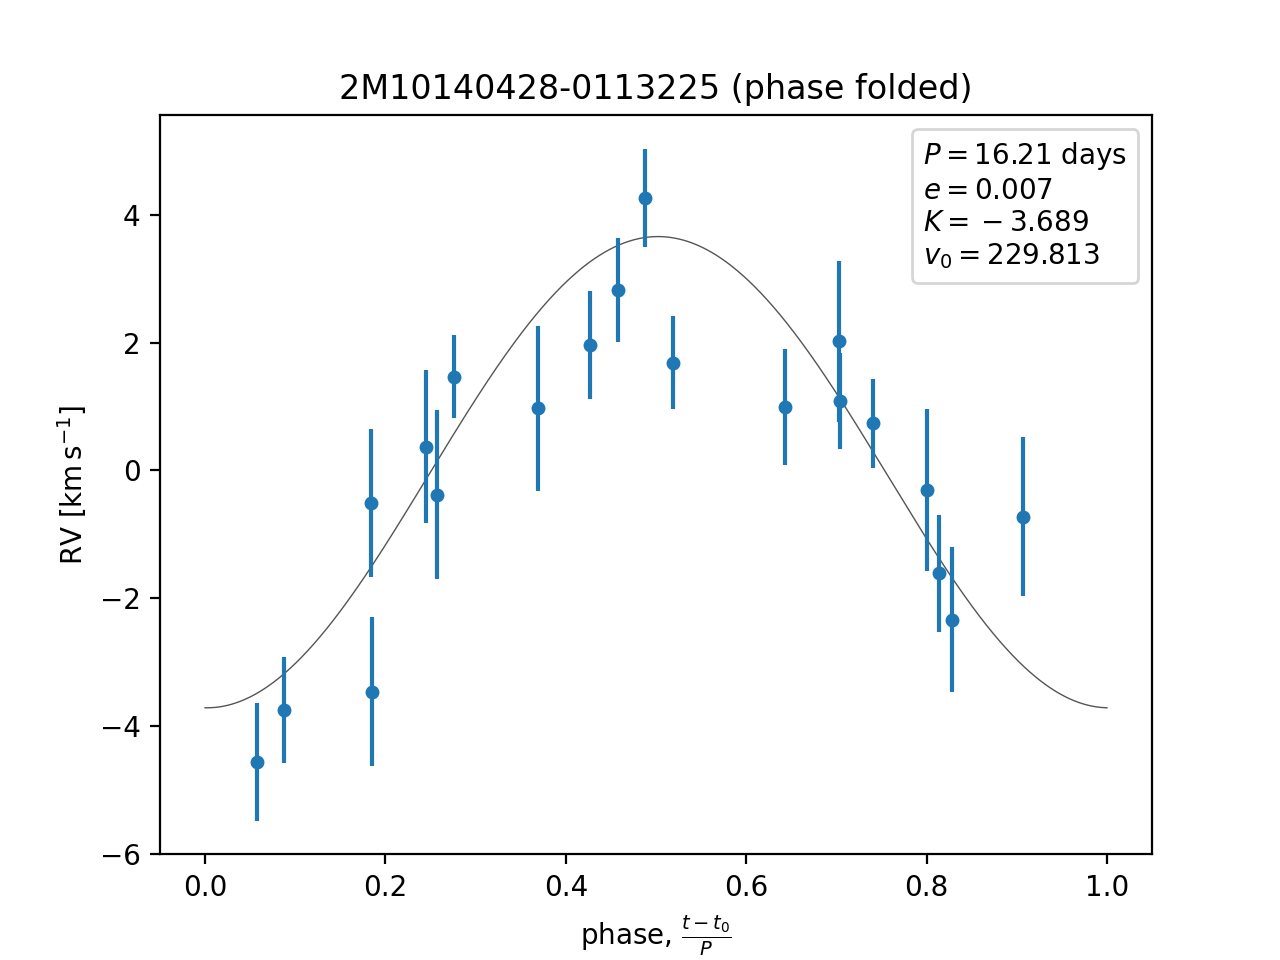 2M10140428-0113225 (phase folded)
P = 16.21 days
e = 0.007
K = −3.689
v₀ = 229.813
RV [km s⁻¹]
4
2
0
−2
−4
−6
0.0 0.2 0.4 0.6 0.8 1.0
phase, (t − t₀)/P